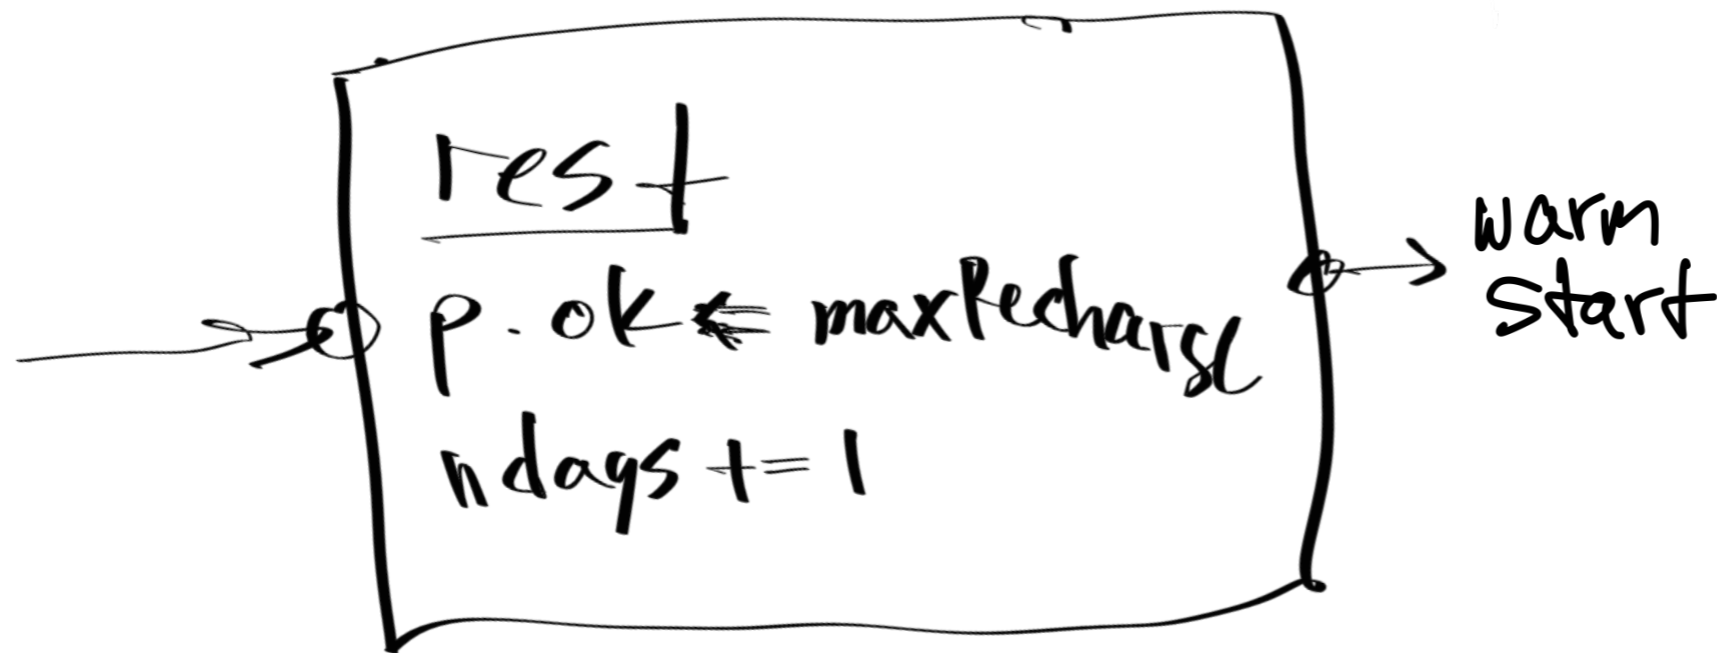 rest
p.ok ⇐ maxRecharge
ndays += 1
warm
start